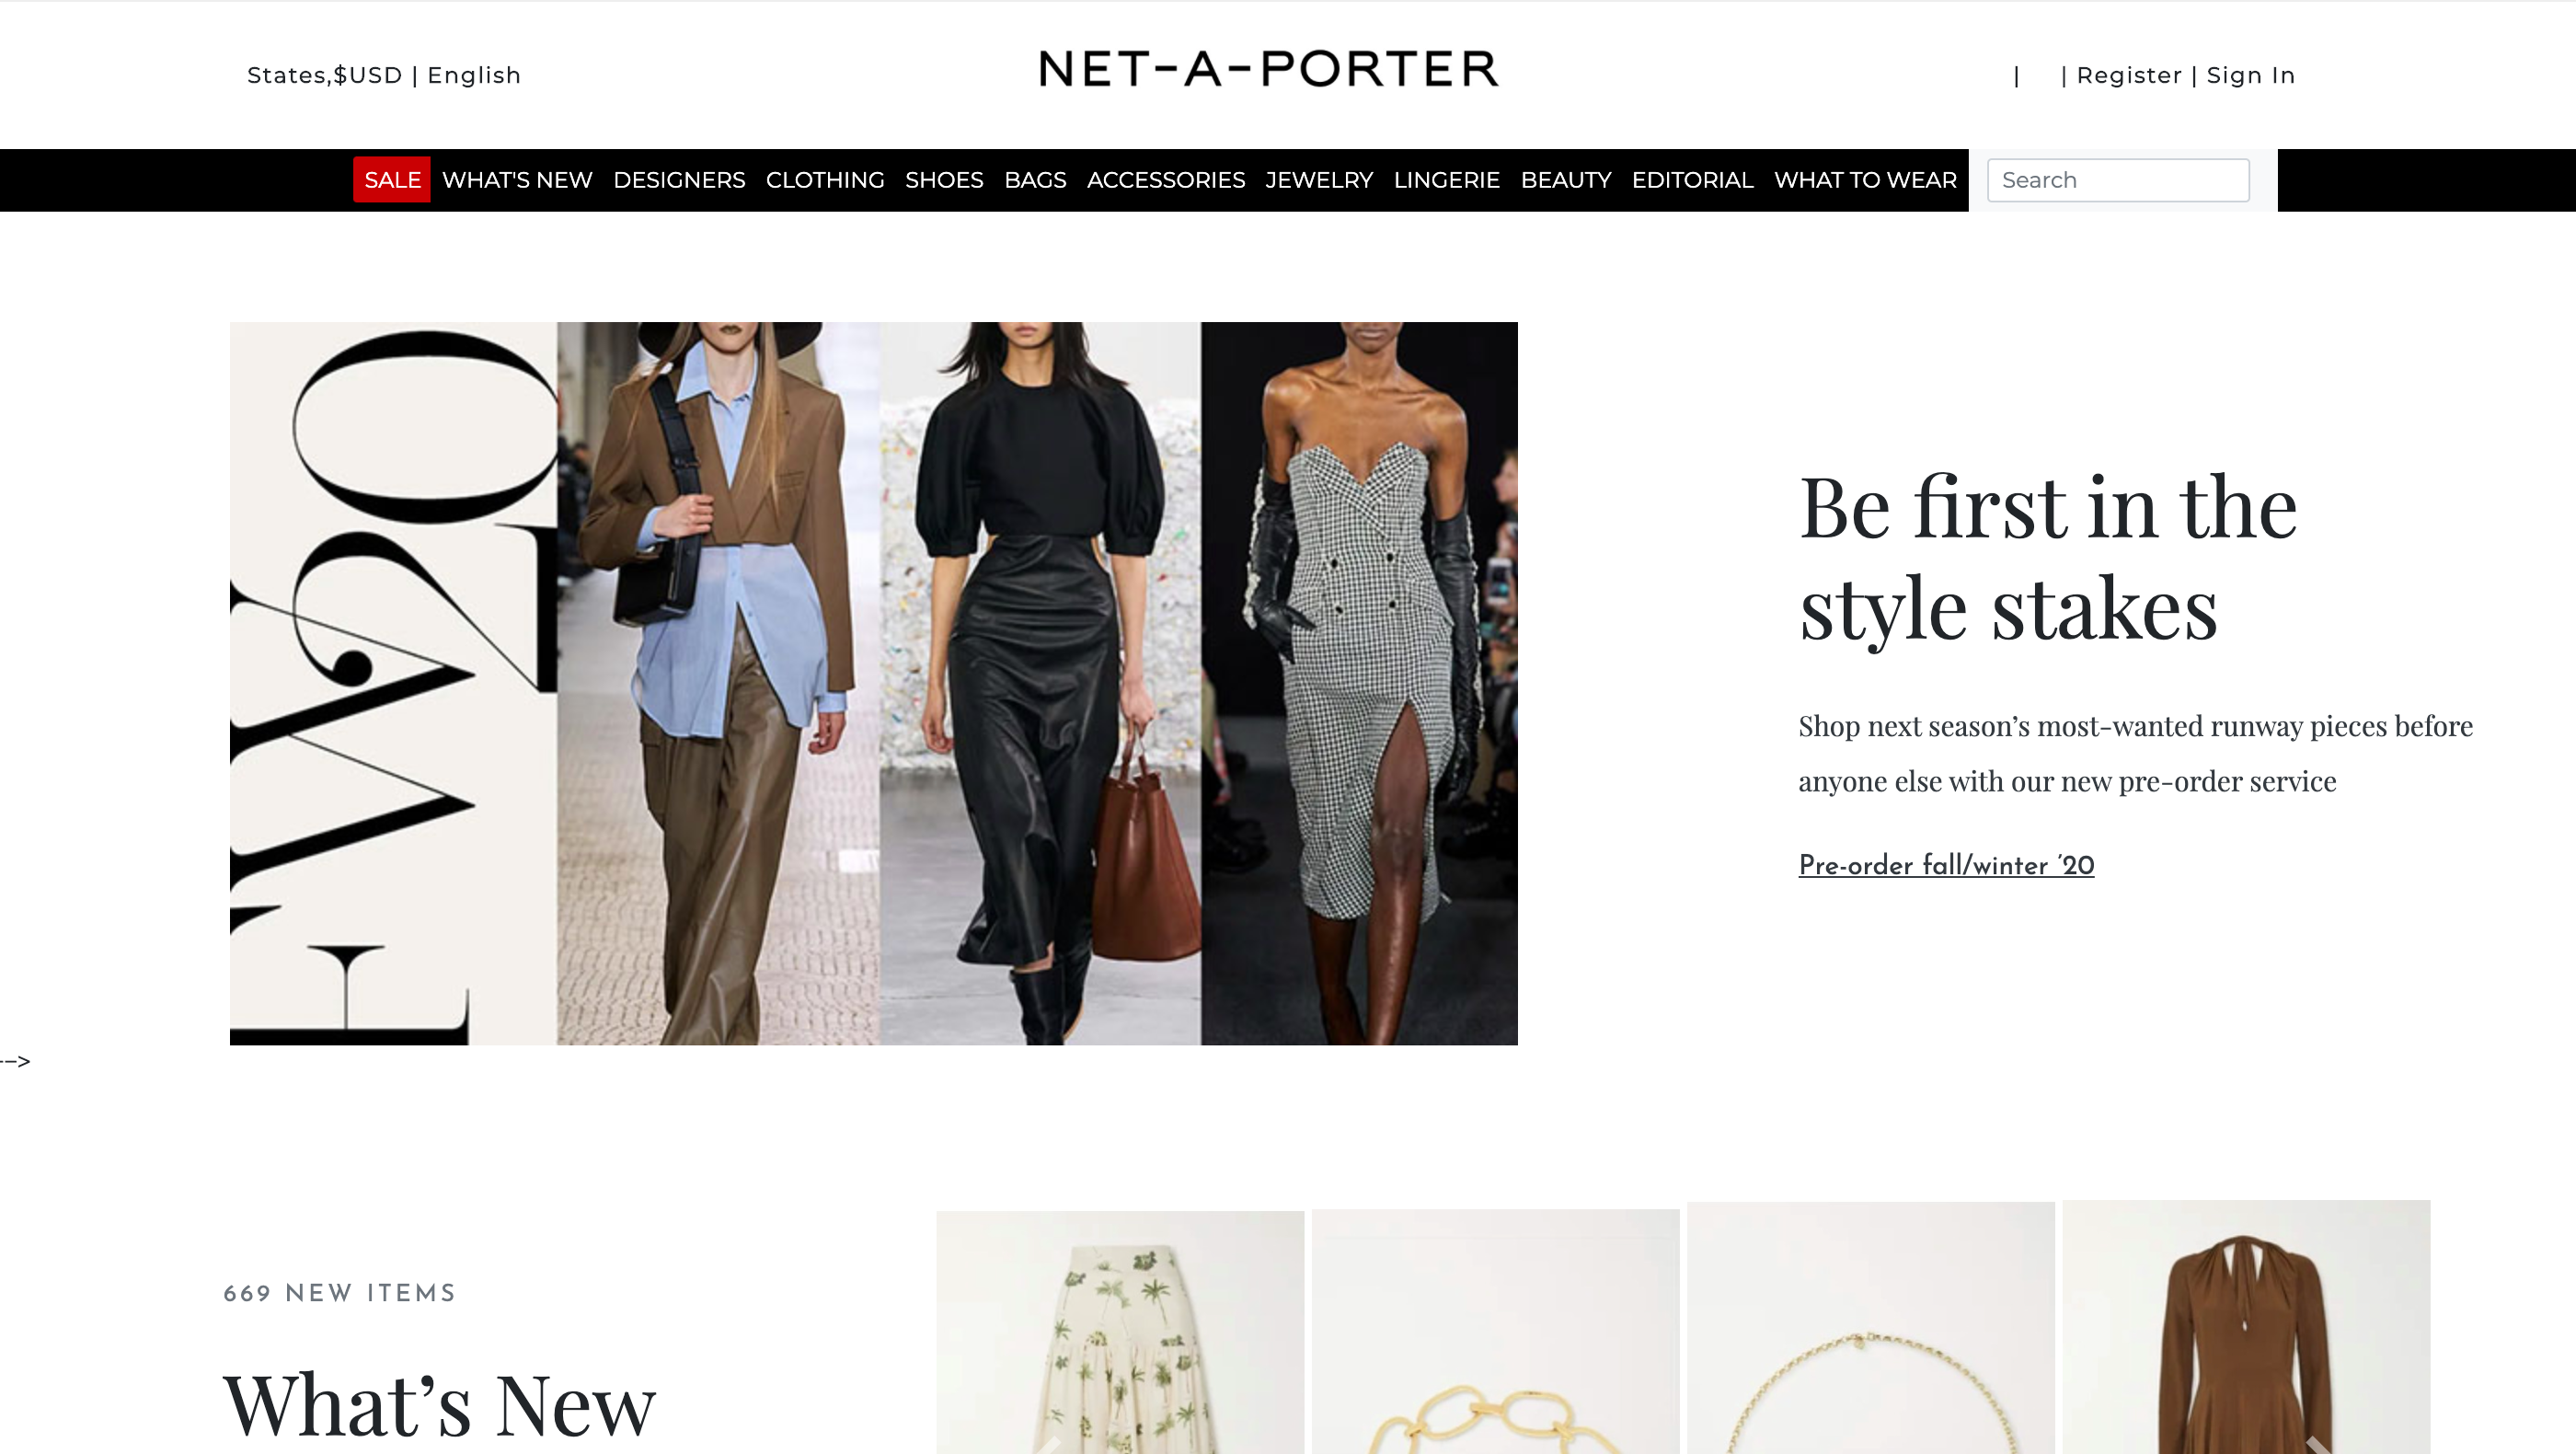 States,$USD | English
NET-A-PORTER
| | Register | Sign In
SALE WHAT'S NEW DESIGNERS CLOTHING SHOES BAGS ACCESSORIES JEWELRY LINGERIE BEAUTY EDITORIAL WHAT TO WEAR Search
FW20
Be first in the
style stakes
Shop next season’s most-wanted runway pieces before
anyone else with our new pre-order service
Pre-order fall/winter ’20
-->
669 NEW ITEMS
What’s New